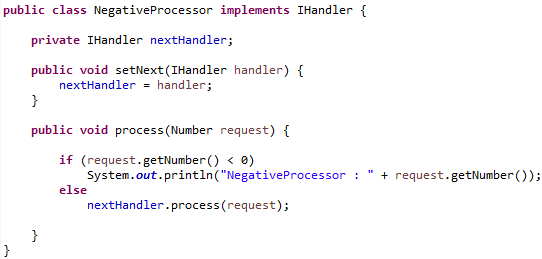 public class NegativeProcessor implements IHandler {
private IHandler nextHandler;
public void setNext(IHandler handler) {
nextHandler = handler;
}
public void process(Number request) {
if (request.getNumber() < 0)
System.out.println("NegativeProcessor : " + request.getNumber());
else
nextHandler.process(request);
}
}